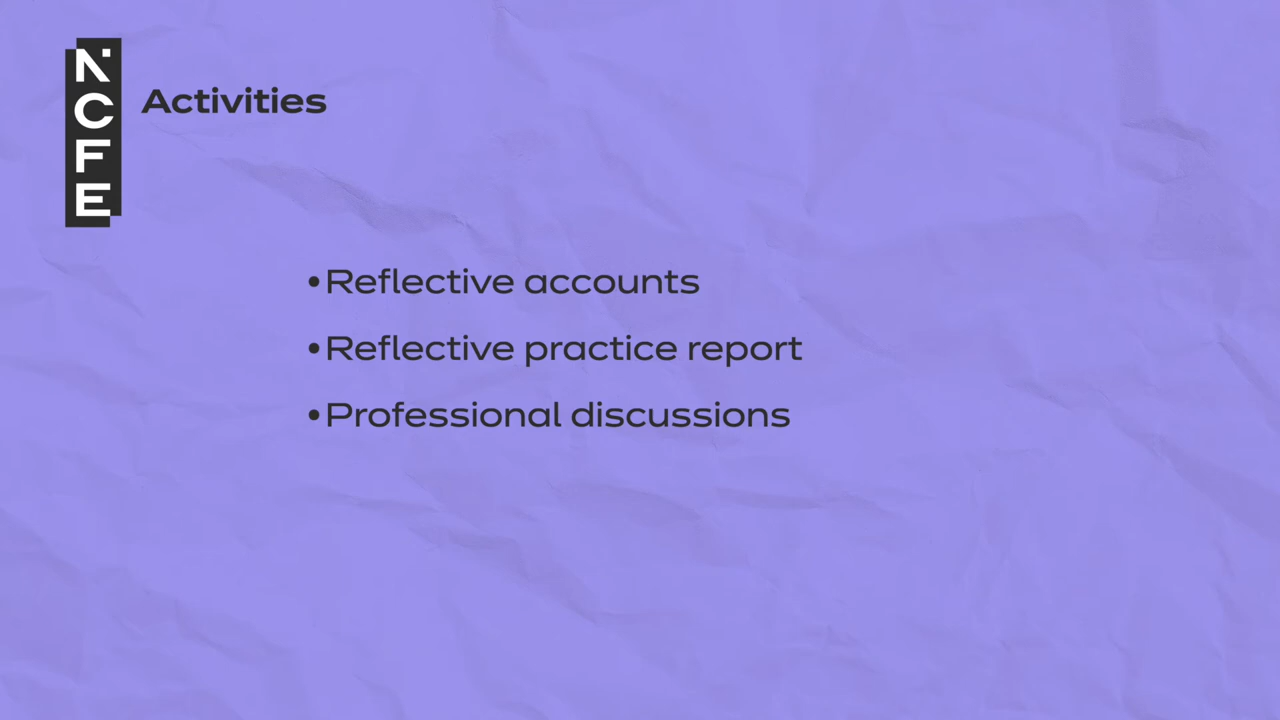 NCFE
Activities
•Reflective accounts
•Reflective practice report
•Professional discussions